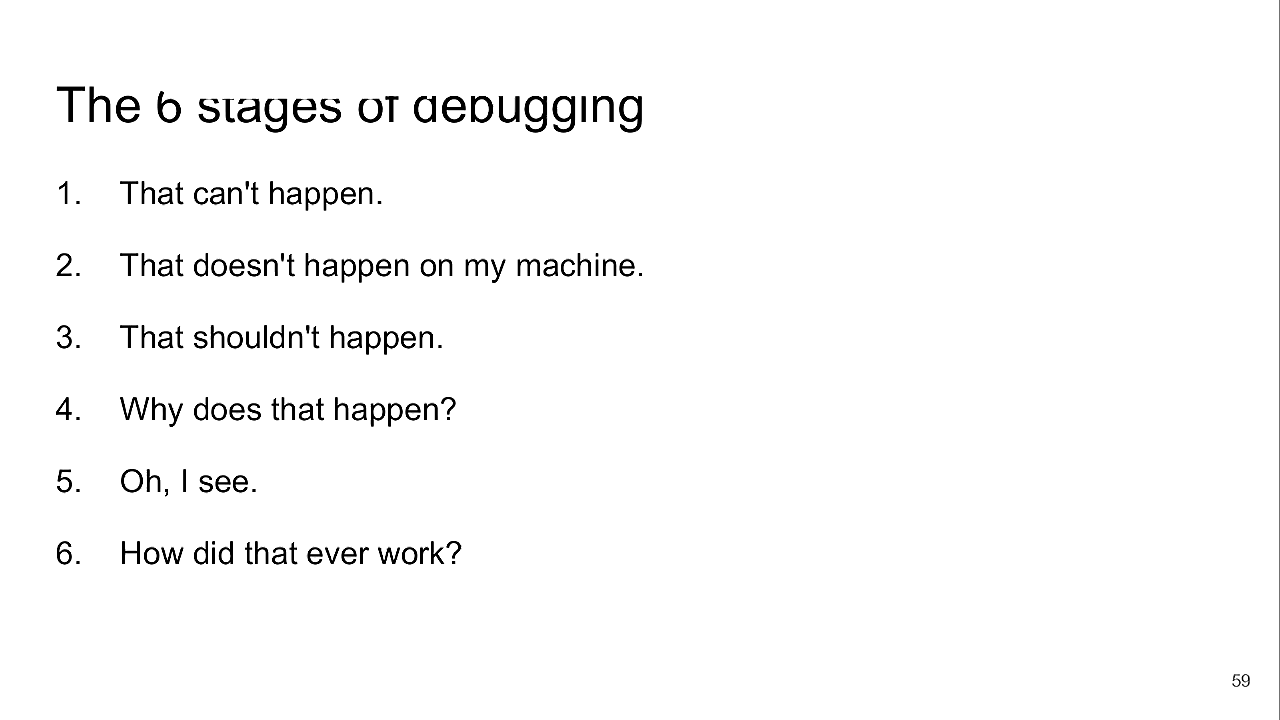 The 6 stages of debugging
1. That can't happen.
2. That doesn't happen on my machine.
3. That shouldn't happen.
4. Why does that happen?
5. Oh, I see.
6. How did that ever work?
59